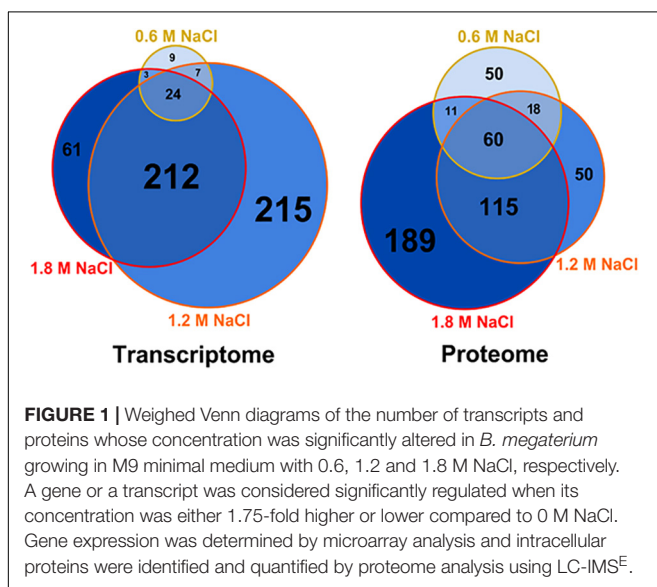 0.6 M NaCl
9
3
7
24
61
212
215
1.8 M NaCl
1.2 M NaCl
Transcriptome
0.6 M NaCl
50
11
18
60
50
115
189
1.2 M NaCl
1.8 M NaCl
Proteome
FIGURE 1 | Weighed Venn diagrams of the number of transcripts and
proteins whose concentration was significantly altered in B. megaterium
growing in M9 minimal medium with 0.6, 1.2 and 1.8 M NaCl, respectively.
A gene or a transcript was considered significantly regulated when its
concentration was either 1.75-fold higher or lower compared to 0 M NaCl.
Gene expression was determined by microarray analysis and intracellular
proteins were identified and quantified by proteome analysis using LC-IMSᴱ.